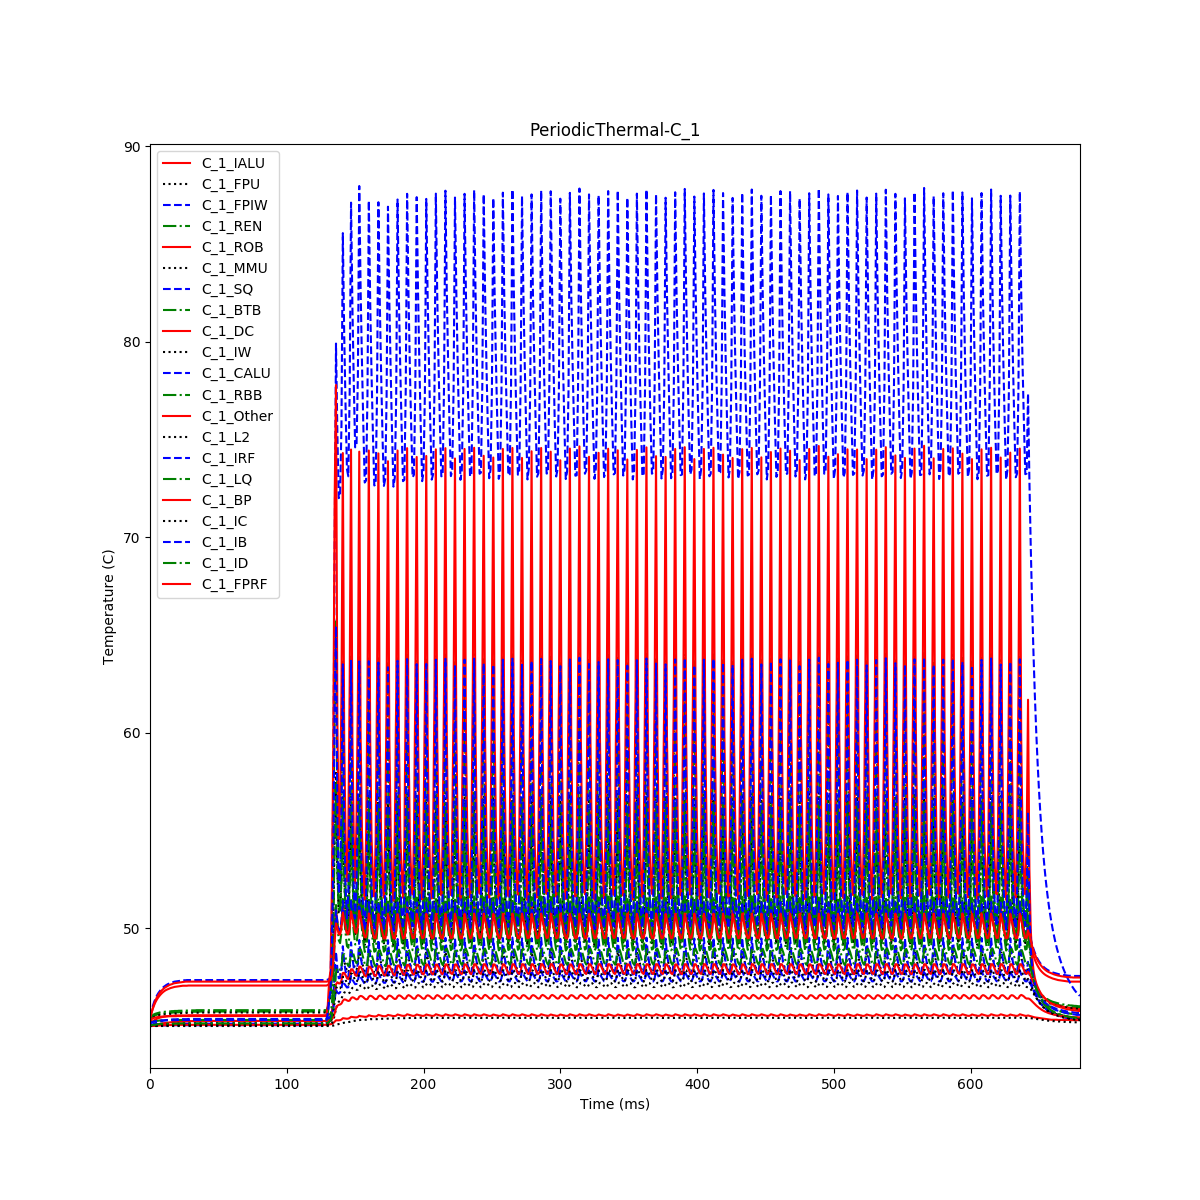 PeriodicThermal-C_1
90
80
70
60
50
Temperature (C)
C_1_IALU
C_1_FPU
C_1_FPIW
C_1_REN
C_1_ROB
C_1_MMU
C_1_SQ
C_1_BTB
C_1_DC
C_1_IW
C_1_CALU
C_1_RBB
C_1_Other
C_1_L2
C_1_IRF
C_1_LQ
C_1_BP
C_1_IC
C_1_IB
C_1_ID
C_1_FPRF
0 100 200 300 400 500 600
Time (ms)